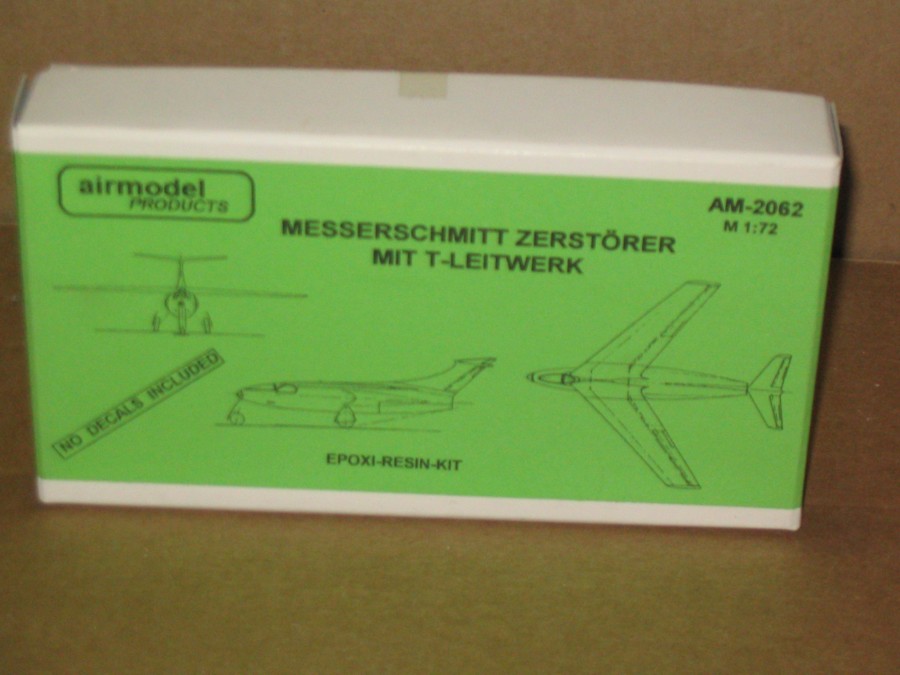 airmodel
PRODUCTS
AM-2062
M 1:72
MESSERSCHMITT ZERSTÖRER
MIT T-LEITWERK
NO DECALS INCLUDED
EPOXI-RESIN-KIT